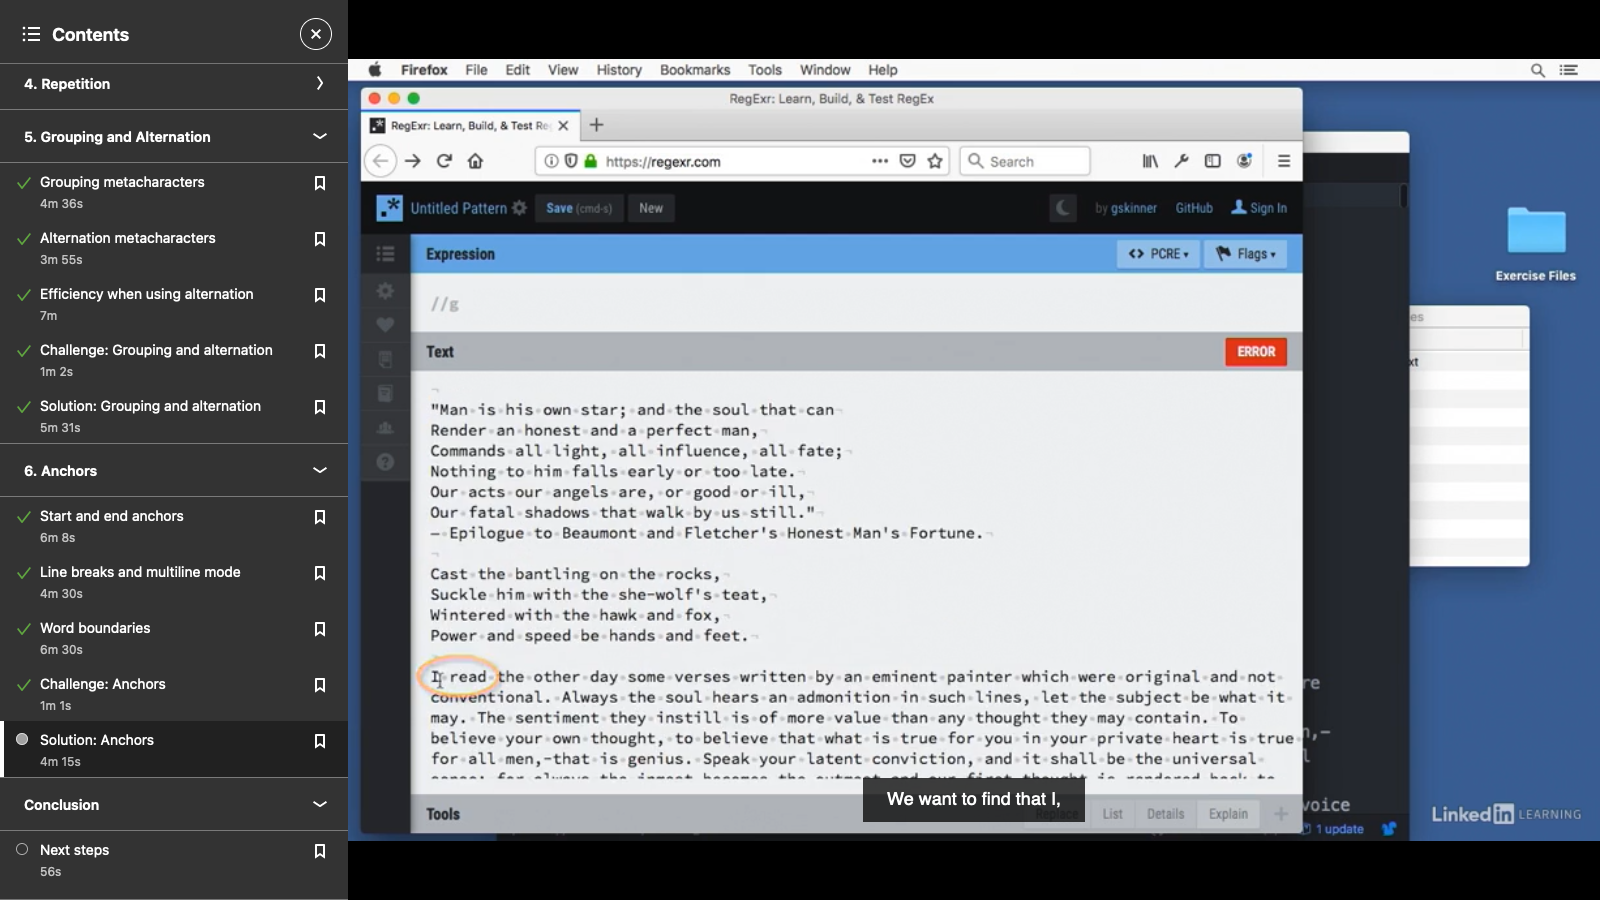 Contents
4. Repetition
5. Grouping and Alternation
Grouping metacharacters
4m 36s
Alternation metacharacters
3m 55s
Efficiency when using alternation
7m
Challenge: Grouping and alternation
1m 2s
Solution: Grouping and alternation
5m 31s
6. Anchors
Start and end anchors
6m 8s
Line breaks and multiline mode
4m 30s
Word boundaries
6m 30s
Challenge: Anchors
1m 1s
Solution: Anchors
4m 15s
Conclusion
Next steps
56s
Firefox File Edit View History Bookmarks Tools Window Help
RegExr: Learn, Build, & Test RegEx
RegExr: Learn, Build, & Test Re
https://regexr.com
Search
Untitled Pattern
Save (cmd-s)
New
by gskinner
GitHub
Sign In
Expression
PCRE
Flags
//g
Text
ERROR
"Man is his own star; and the soul that can
Render an honest and a perfect man,
Commands all light, all influence, all fate;
Nothing to him falls early or too late.
Our acts our angels are, or good or ill,
Our fatal shadows that walk by us still."
— Epilogue to Beaumont and Fletcher's Honest Man's Fortune.
Cast the bantling on the rocks,
Suckle him with the she-wolf's teat,
Wintered with the hawk and fox,
Power and speed be hands and feet.
I read the other day some verses written by an eminent painter which were original and not
conventional. Always the soul hears an admonition in such lines, let the subject be what it
may. The sentiment they instill is of more value than any thought they may contain. To
believe your own thought, to believe that what is true for you in your private heart is true
for all men,—that is genius. Speak your latent conviction, and it shall be the universal
We want to find that I,
Tools
Replace
List
Details
Explain
Exercise Files
es
xt
re
n,—
l
voice
1 update
LinkedIn LEARNING